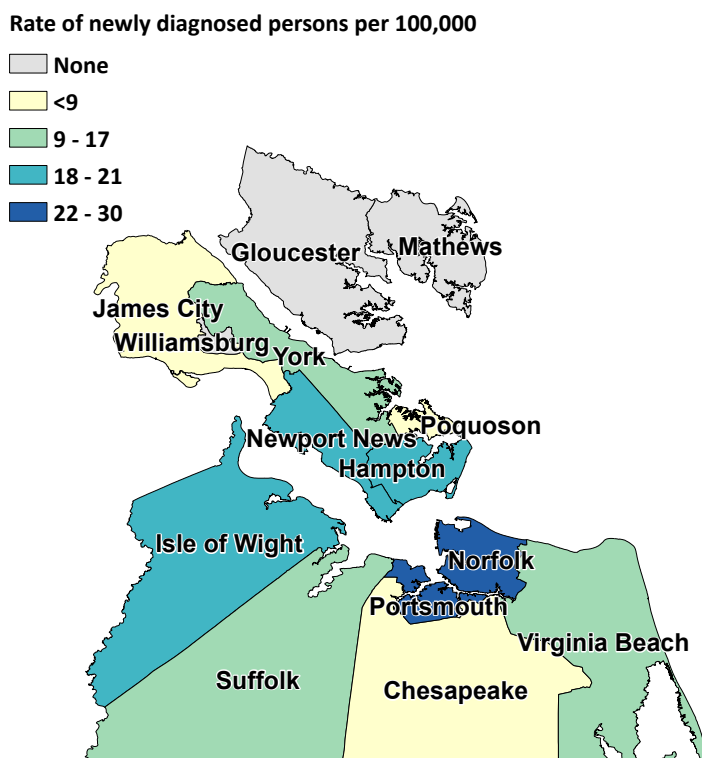 Rate of newly diagnosed persons per 100,000
None
<9
9 - 17
18 - 21
22 - 30
Gloucester
Mathews
James City
Williamsburg
York
Poquoson
Newport News
Hampton
Isle of Wight
Norfolk
Portsmouth
Virginia Beach
Suffolk
Chesapeake